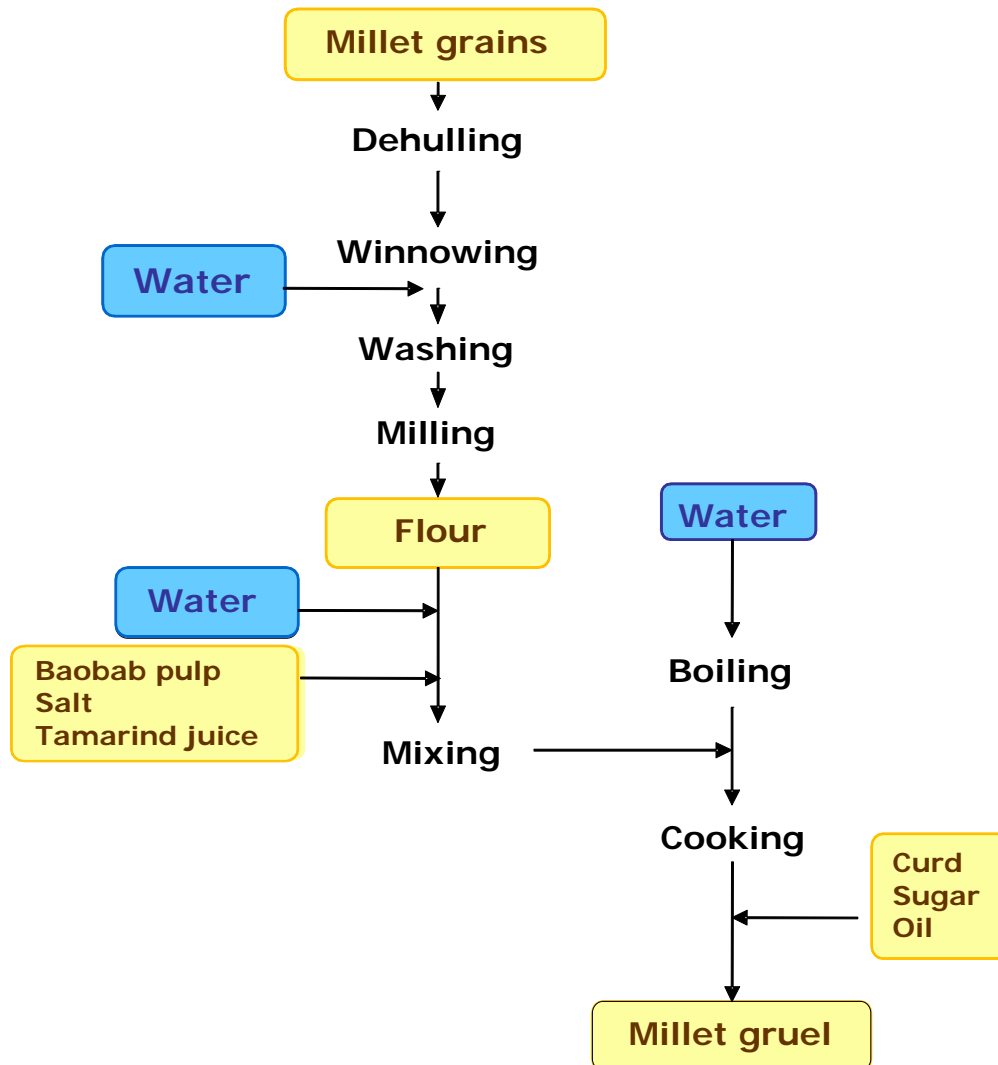 Millet grains
Dehulling
Winnowing
Water
Washing
Milling
Flour
Water
Water
Baobab pulp
Salt
Tamarind juice
Boiling
Mixing
Cooking
Curd
Sugar
Oil
Millet gruel